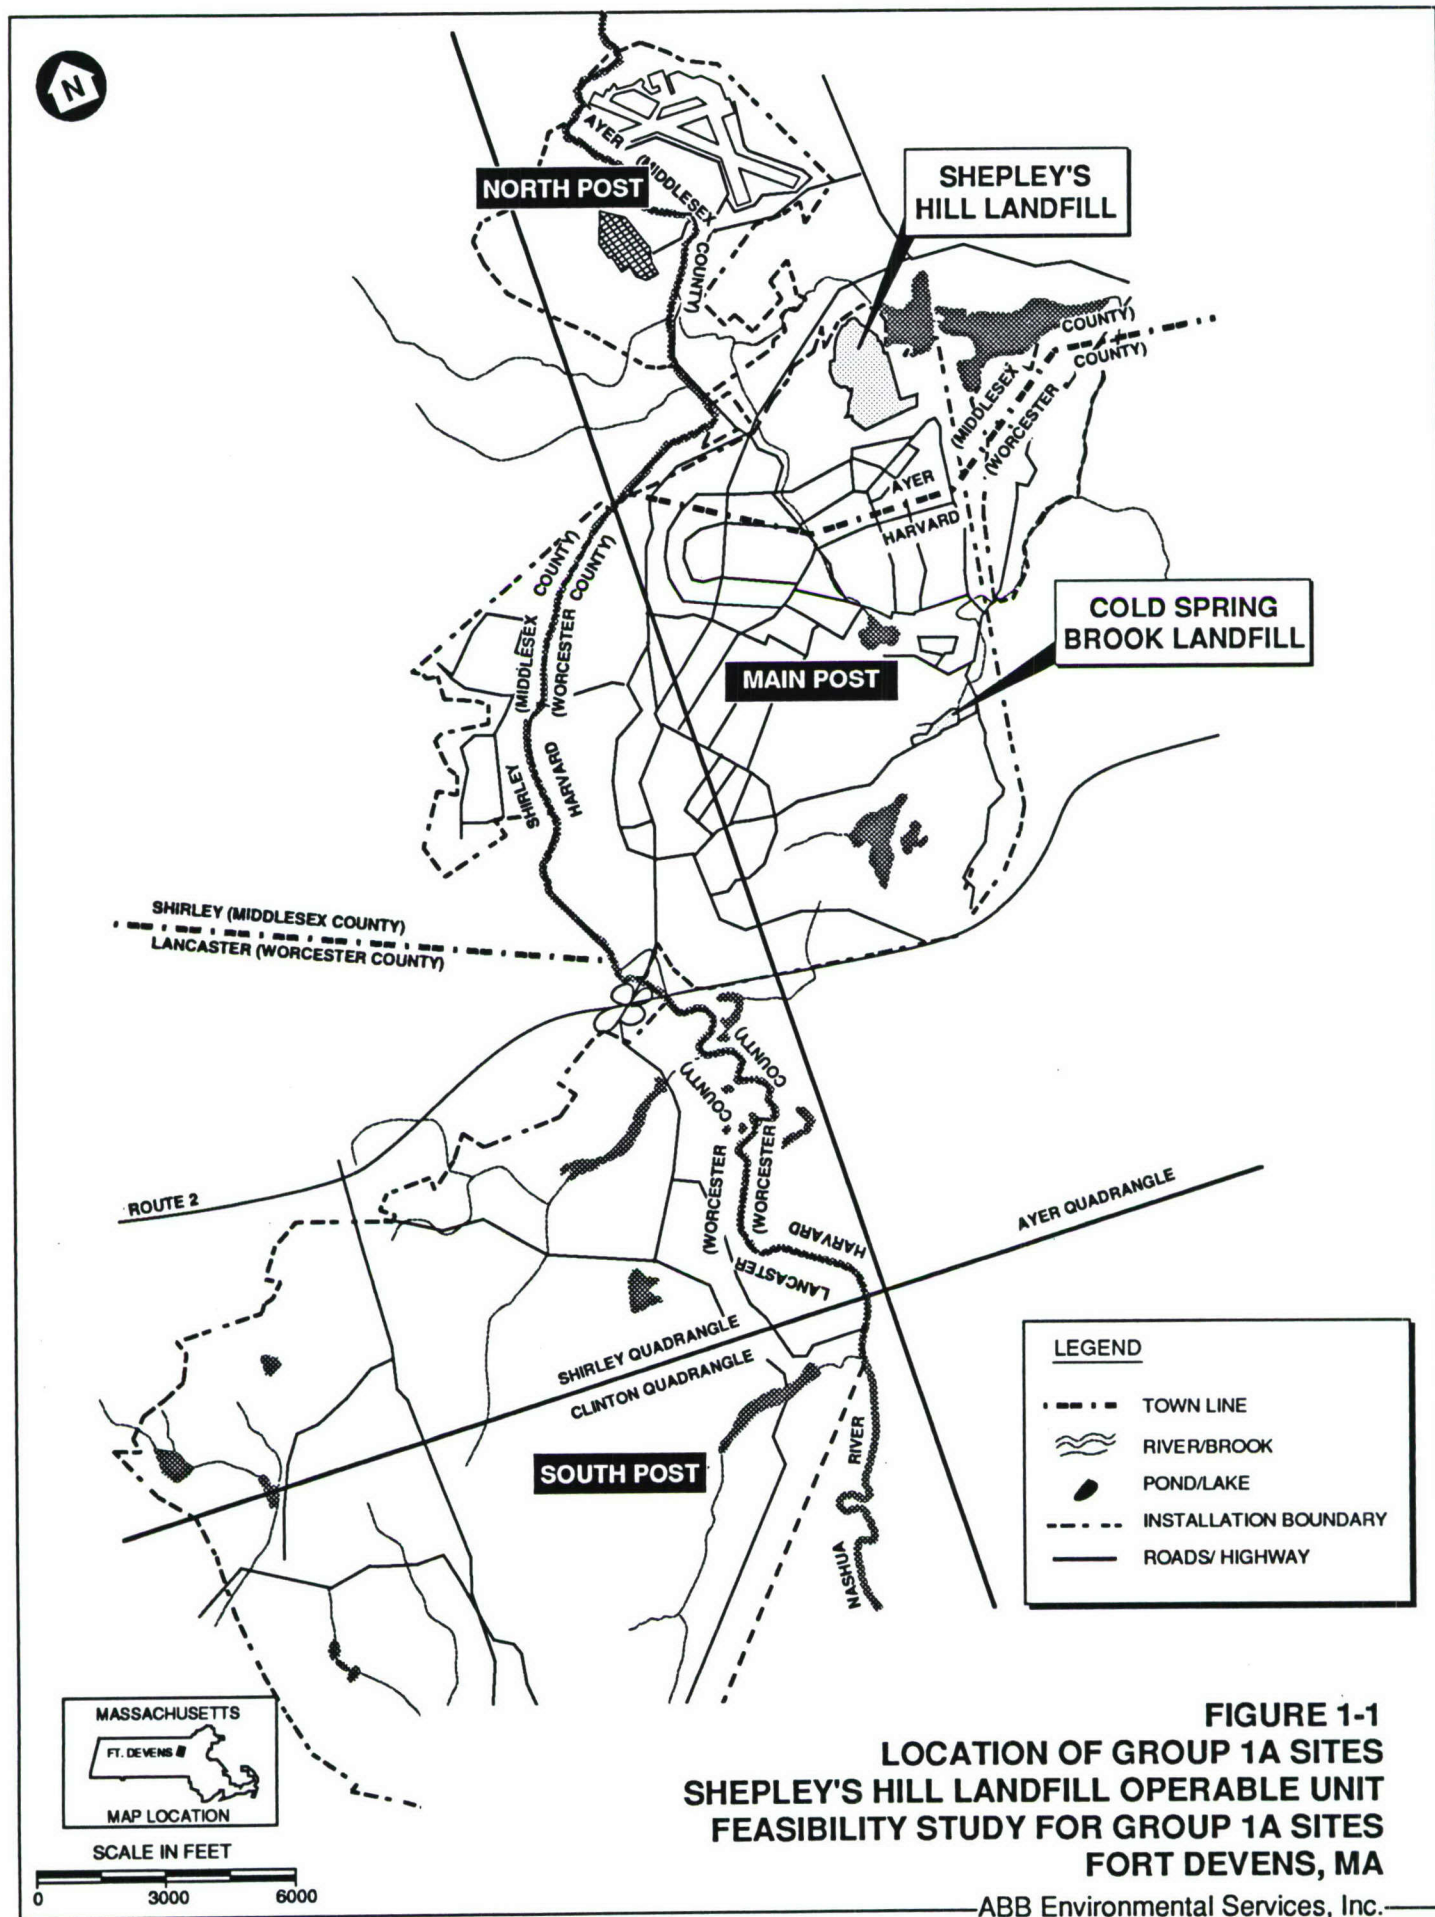 N
AYER (MIDDLESEX COUNTY)
NORTH POST
SHEPLEY'S
HILL LANDFILL
COUNTY)
COUNTY)
(MIDDLESEX
(WORCESTER
AYER
HARVARD
COUNTY)
COUNTY)
(MIDDLESEX
(WORCESTER
COLD SPRING
BROOK LANDFILL
MAIN POST
SHIRLEY
HARVARD
SHIRLEY (MIDDLESEX COUNTY)
LANCASTER (WORCESTER COUNTY)
COUNTY)
COUNTY)
(WORCESTER
(WORCESTER
HARVARD
LANCASTER
ROUTE 2
AYER QUADRANGLE
SHIRLEY QUADRANGLE
CLINTON QUADRANGLE
SOUTH POST
NASHUA RIVER
LEGEND
TOWN LINE
RIVER/BROOK
POND/LAKE
INSTALLATION BOUNDARY
ROADS/ HIGHWAY
MASSACHUSETTS
FT. DEVENS
MAP LOCATION
SCALE IN FEET
0 3000 6000
FIGURE 1-1
LOCATION OF GROUP 1A SITES
SHEPLEY'S HILL LANDFILL OPERABLE UNIT
FEASIBILITY STUDY FOR GROUP 1A SITES
FORT DEVENS, MA
ABB Environmental Services, Inc.